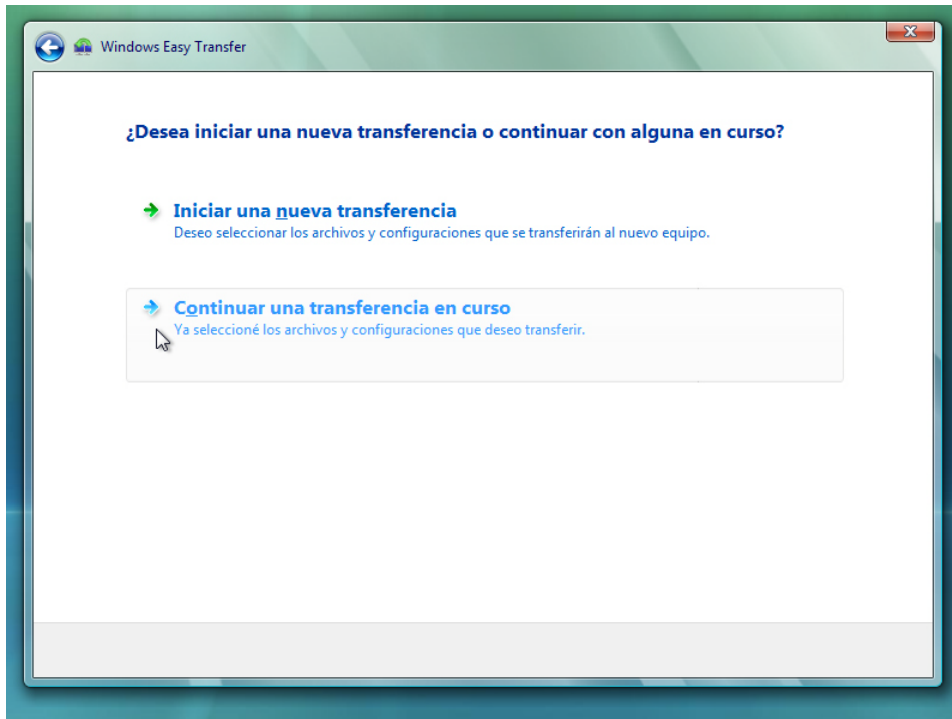 Windows Easy Transfer
¿Desea iniciar una nueva transferencia o continuar con alguna en curso?
Iniciar una nueva transferencia
Deseo seleccionar los archivos y configuraciones que se transferirán al nuevo equipo.
Continuar una transferencia en curso
Ya seleccioné los archivos y configuraciones que deseo transferir.